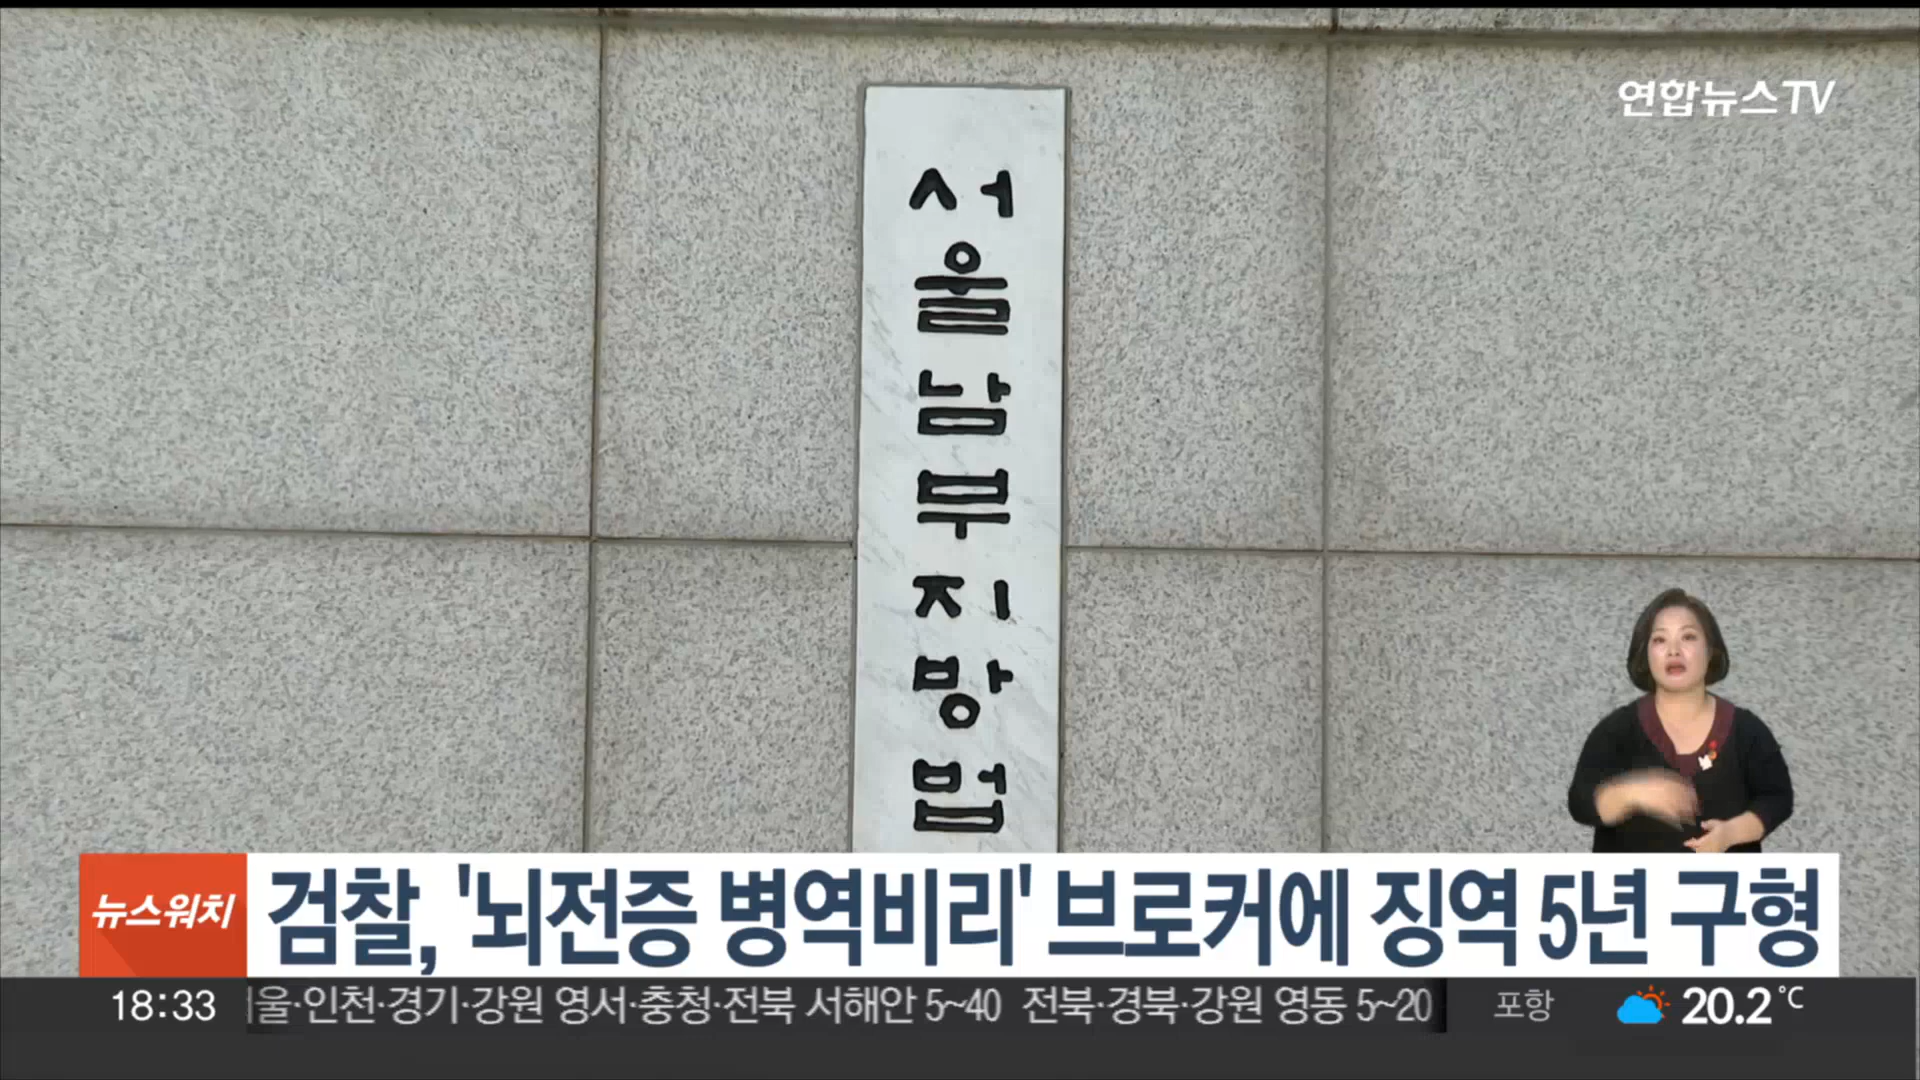 연합뉴스TV
서울남부지방법
뉴스워치
검찰, '뇌전증 병역비리' 브로커에 징역 5년 구형
18:33 울·인천·경기·강원 영서·충청·전북 서해안 5~40 전북·경북·강원 영동 5~20 포항 20.2℃